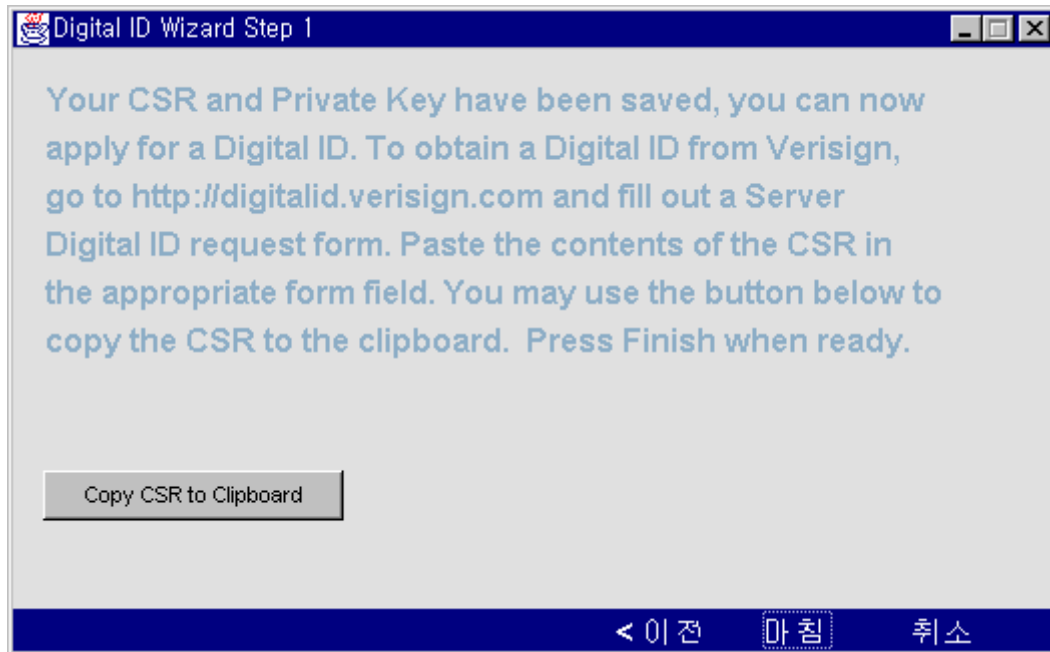 Digital ID Wizard Step 1
Your CSR and Private Key have been saved, you can now
apply for a Digital ID. To obtain a Digital ID from Verisign,
go to http://digitalid.verisign.com and fill out a Server
Digital ID request form. Paste the contents of the CSR in
the appropriate form field. You may use the button below to
copy the CSR to the clipboard.  Press Finish when ready.
Copy CSR to Clipboard
< 이전 마침 취소